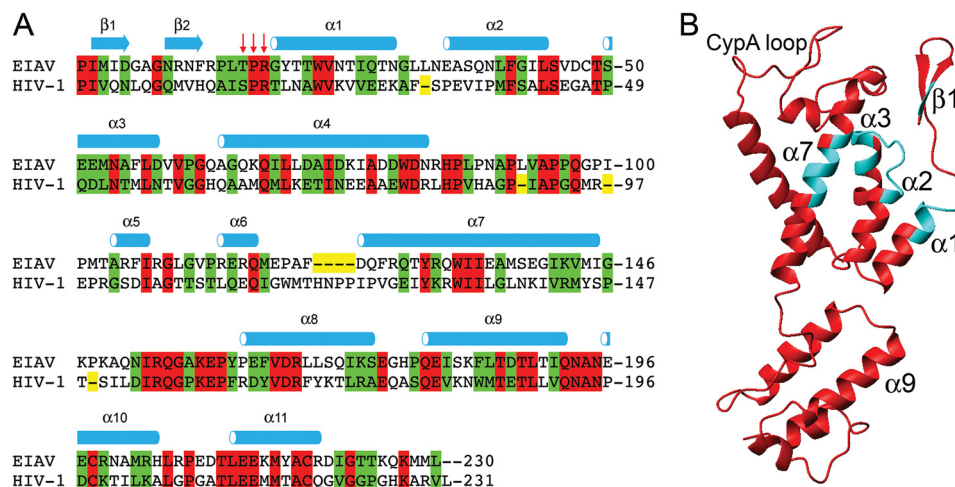 A
β1 β2 α1 α2
EIAV PIMIDGAGNRNFRPLTPRGYTTWVNTIQTNGLLNEASQNLFGILSVDCTS-50
HIV-1 PIVQNLQGQMVHQAISPRTLNAWVKVVEEKAF-SPEVIPMFSALSEGATP-49
α3 α4
EIAV EEMNAFLDVVPGQAGQKQILLDAIDKIADDWDNRHPLPNAPLVAPPQGPI-100
HIV-1 QDLNTMLNTVGGHQAAMQMLKETINEEAAEWDRLHPVHAGP-IAPGQMR--97
α5 α6 α7
EIAV PMTARFIRGLGVPRERQMEPAF----DQFRQTYRQWIIEAMSEGIKVMIG-146
HIV-1 EPRGSDIAGTTSTLQEQIGWMTHNPPIPVGEIYKRWIILGLNKIVRMYSP-147
α8 α9
EIAV KPKAQNIRQGAKEPYPEFVDRLLSQIKSEGHPQEISKFLTDTLTIQNANE-196
HIV-1 T-SILDIRQGPKEPFRDYVDRFYKTLRAEQASQEVKNWMTETLLVQNANP-196
α10 α11
EIAV ECRNAMRHLRPEDTLEEKMYACRDIGTTKQKMML--230
HIV-1 DCKTILKALGPGATLEEMMTACQGVGGPGHKARVL-231
B
CypA loop
β1
α3
α7
α2
α1
α9